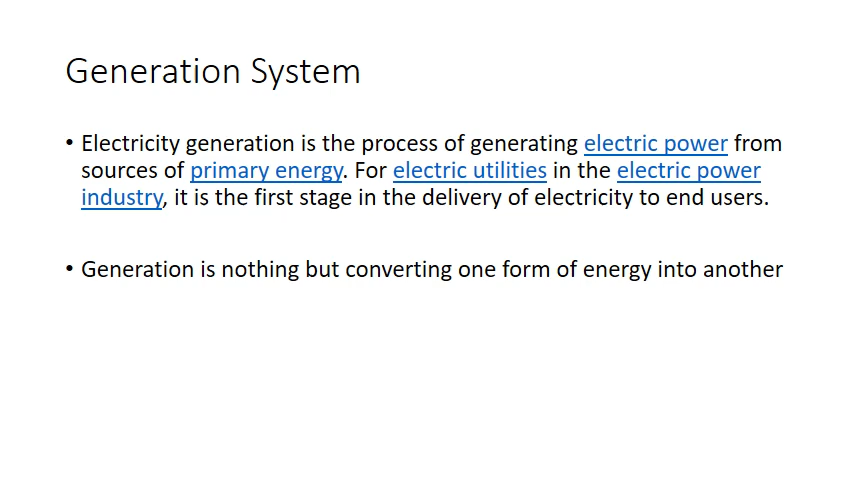 Generation System
• Electricity generation is the process of generating electric power from
sources of primary energy. For electric utilities in the electric power
industry, it is the first stage in the delivery of electricity to end users.
• Generation is nothing but converting one form of energy into another